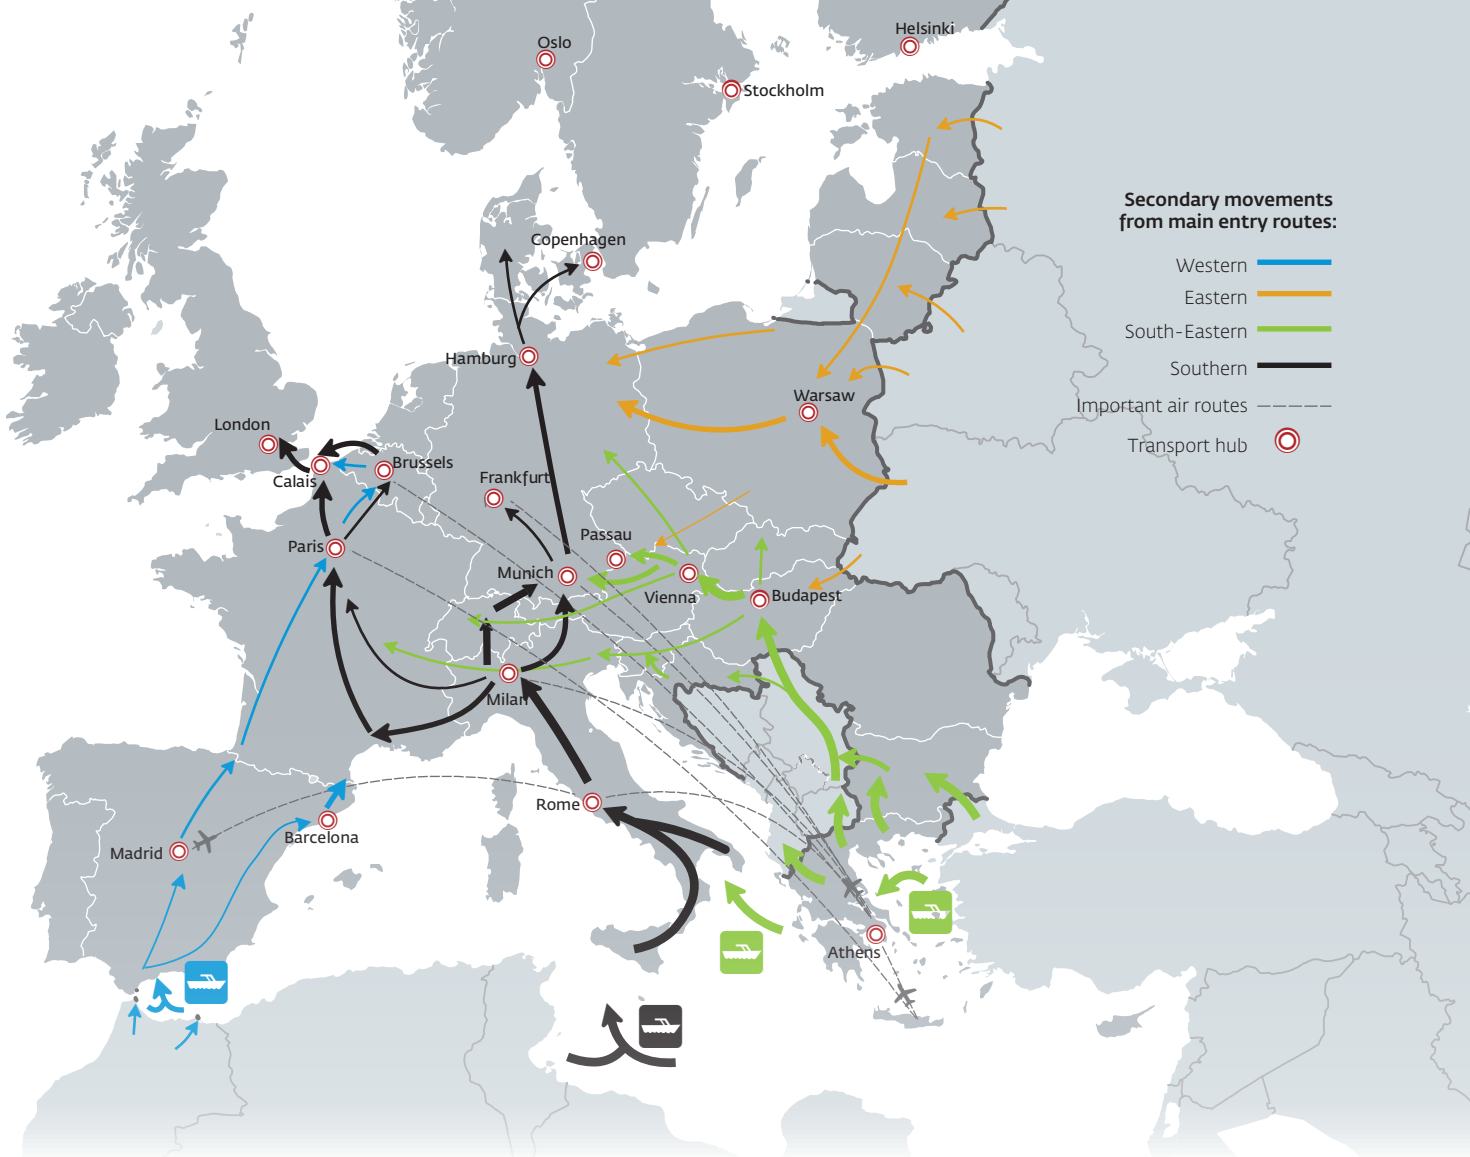 Helsinki
Oslo
Stockholm
Secondary movements
from main entry routes:
Copenhagen
Western
Eastern
South-Eastern
Hamburg
Southern
Warsaw
Important air routes
London
Transport hub
Brussels
Calais
Frankfurt
Passau
Paris
Munich
Vienna
Budapest
Milan
Rome
Barcelona
Madrid
Athens